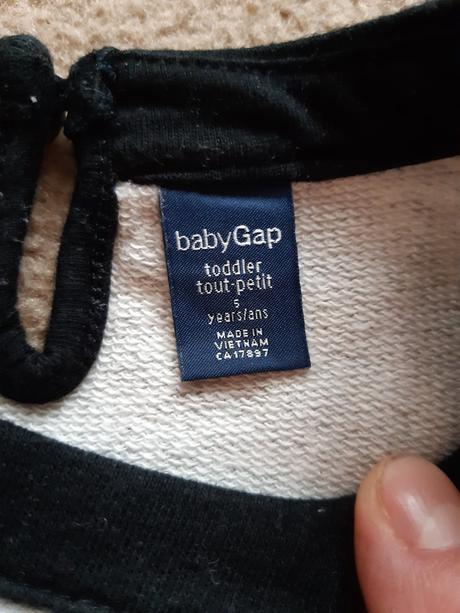 babyGap
toddler
tout-petit
5
years/ans
MADE IN
VIETNAM
CA17897